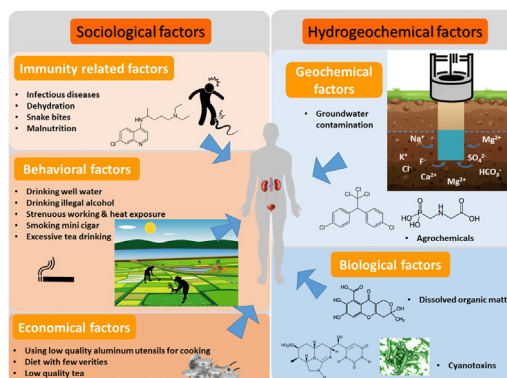 Sociological factors
Immunity related factors
• Infectious diseases
• Dehydration
• Snake bites
• Malnutrition
HN
N
Cl
N
Behavioral factors
• Drinking well water
• Drinking illegal alcohol
• Strenuous working & heat exposure
• Smoking mini cigar
• Excessive tea drinking
Economical factors
• Using low quality aluminum utensils for cooking
• Diet with few verities
• Low quality tea
Hydrogeochemical factors
Geochemical factors
• Groundwater contamination
Na⁺
Mg²⁺
K⁺
F⁻
SO₄²⁻
Cl⁻
Ca²⁺
Mg²⁺
HCO₃⁻
• Agrochemicals
Biological factors
• Dissolved organic matt
• Cyanotoxins